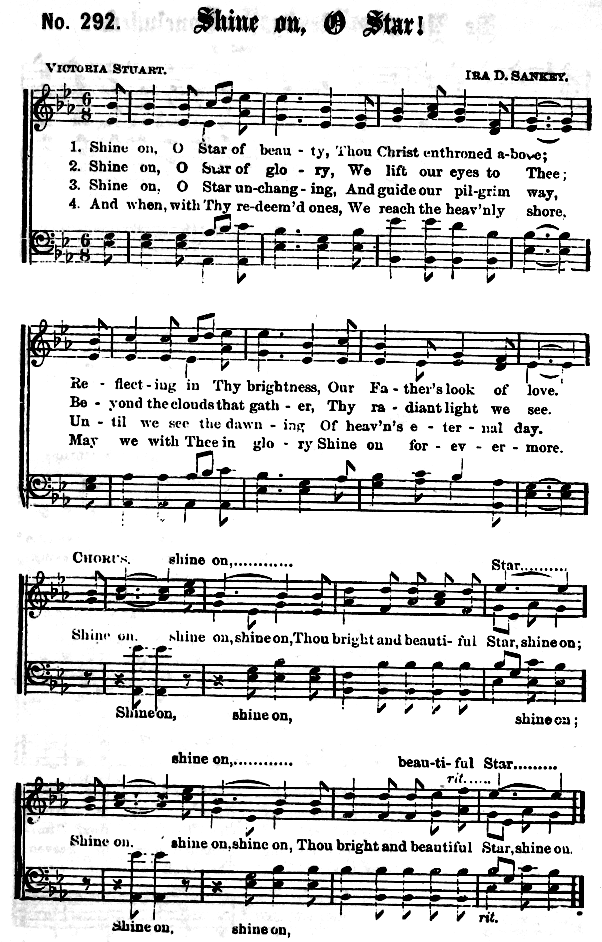 No. 292. Shine on, O Star!
VICTORIA STUART. IRA D. SANKEY.
1. Shine on, O Star of beau - ty, Thou Christ enthroned a-bove;
2. Shine on, O Star of glo - ry, We lift our eyes to Thee;
3. Shine on, O Star un-chang - ing, And guide our pil-grim way,
4. And when, with Thy re-deem'd ones, We reach the heav'nly shore,
Re - flect - ing in Thy brightness, Our Fa - ther's look of love.
Be - yond the clouds that gath - er, Thy ra - diant light we see.
Un - til we see the dawn - ing Of heav'n's e - ter - nal day.
May we with Thee in glo - ry Shine on for - ev - er - more.
CHORUS. shine on,............ Star..........
Shine on, shine on, shine on, Thou bright and beauti- ful Star, shine on;
Shine on, shine on, shine on;
shine on,............ beau-ti- ful Star.........
rit......
Shine on, shine on, shine on, Thou bright and beautiful Star, shine on.
rit.
Shine on, shine on,